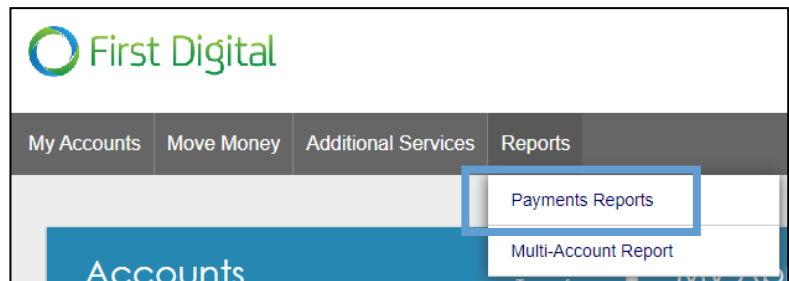 First Digital
My Accounts Move Money Additional Services Reports
Payments Reports
Multi-Account Report
Accounts